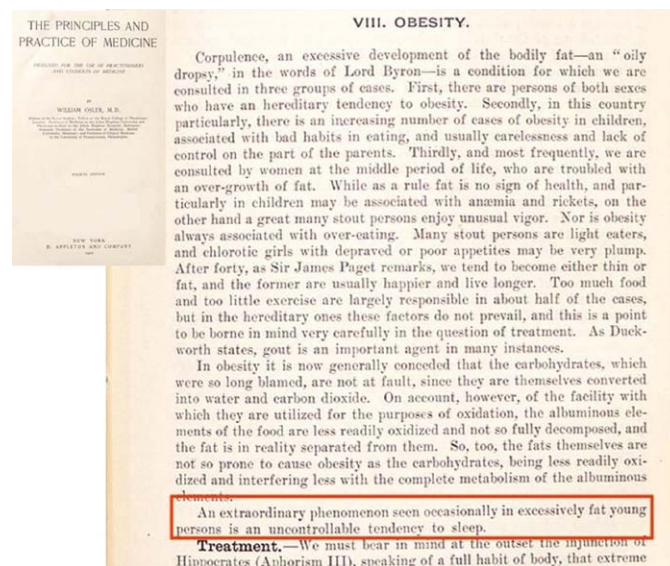 THE PRINCIPLES AND
PRACTICE OF MEDICINE
DESIGNED FOR THE USE OF PRACTITIONERS
AND STUDENTS OF MEDICINE
BY
WILLIAM OSLER, M.D.
NEW YORK
D. APPLETON AND COMPANY
VIII. OBESITY.
Corpulence, an excessive development of the bodily fat—an “oily
dropsy,” in the words of Lord Byron—is a condition for which we are
consulted in three groups of cases. First, there are persons of both sexes
who have an hereditary tendency to obesity. Secondly, in this country
particularly, there is an increasing number of cases of obesity in children,
associated with bad habits in eating, and usually carelessness and lack of
control on the part of the parents. Thirdly, and most frequently, we are
consulted by women at the middle period of life, who are troubled with
an over-growth of fat. While as a rule fat is no sign of health, and par-
ticularly in children may be associated with anæmia and rickets, on the
other hand a great many stout persons enjoy unusual vigor. Nor is obesity
always associated with over-eating. Many stout persons are light eaters,
and chlorotic girls with depraved or poor appetites may be very plump.
After forty, as Sir James Paget remarks, we tend to become either thin or
fat, and the former are usually happier and live longer. Too much food
and too little exercise are largely responsible in about half of the cases,
but in the hereditary ones these factors do not prevail, and this is a point
to be borne in mind very carefully in the question of treatment. As Duck-
worth states, gout is an important agent in many instances.
In obesity it is now generally conceded that the carbohydrates, which
were so long blamed, are not at fault, since they are themselves converted
into water and carbon dioxide. On account, however, of the facility with
which they are utilized for the purposes of oxidation, the albuminous ele-
ments of the food are less readily oxidized and not so fully decomposed, and
the fat is in reality separated from them. So, too, the fats themselves are
not so prone to cause obesity as the carbohydrates, being less readily oxi-
dized and interfering less with the complete metabolism of the albuminous
elements.
An extraordinary phenomenon seen occasionally in excessively fat young
persons is an uncontrollable tendency to sleep.
Treatment.—We must bear in mind at the outset the injunction of
Hippocrates (Aphorism III), speaking of a full habit of body, that extreme